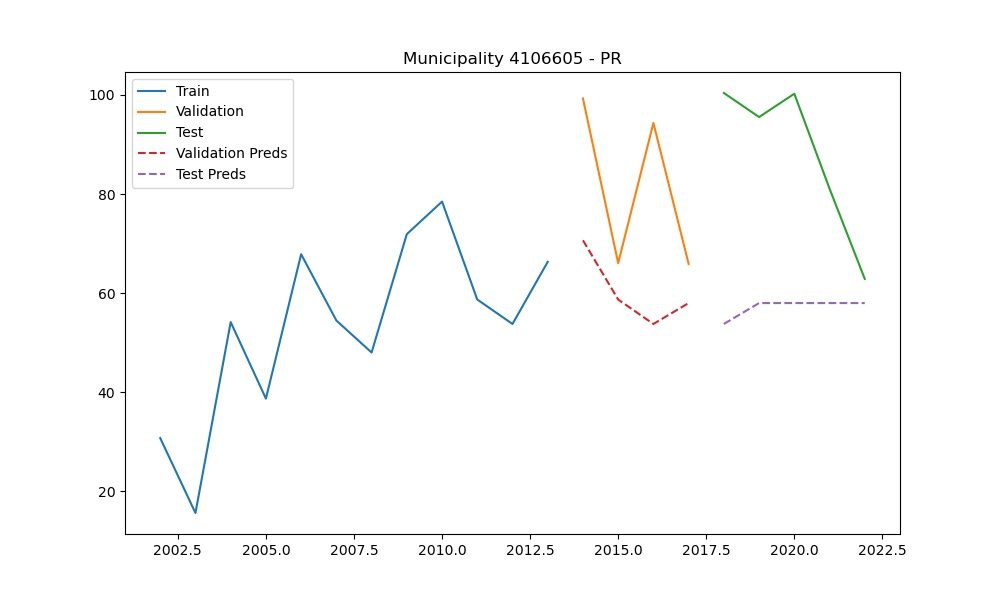 Municipality 4106605 - PR
Train
Validation
Test
Validation Preds
Test Preds
100
80
60
40
20
2002.5 2005.0 2007.5 2010.0 2012.5 2015.0 2017.5 2020.0 2022.5